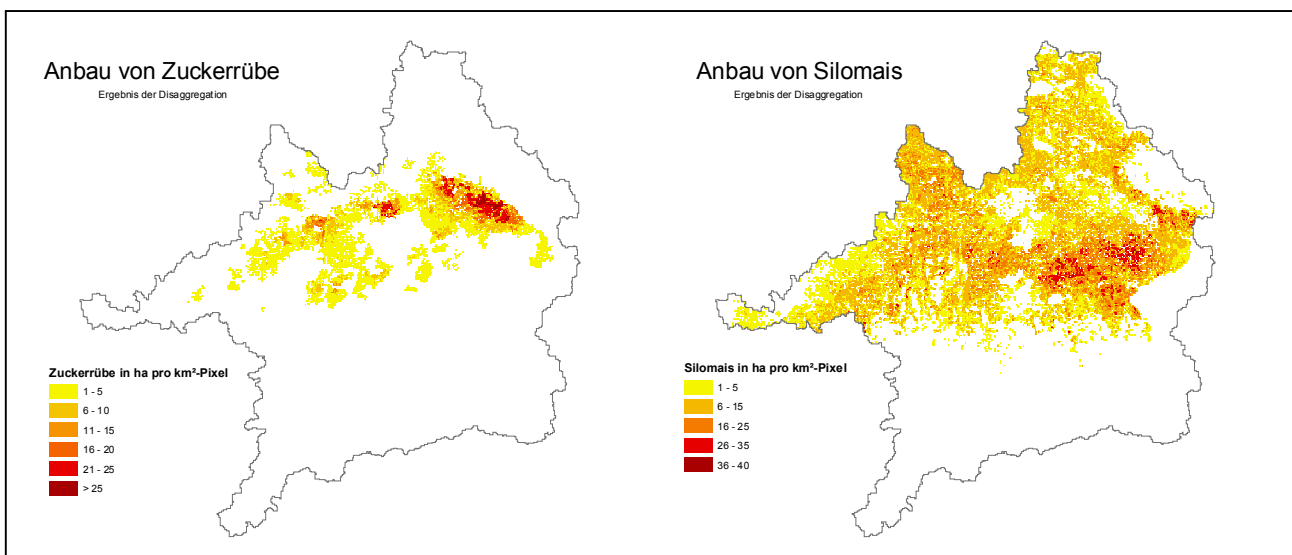 Anbau von Zuckerrübe
Ergebnis der Disaggregation
Zuckerrübe in ha pro km²-Pixel
1 - 5
6 - 10
11 - 15
16 - 20
21 - 25
> 25
Anbau von Silomais
Ergebnis der Disaggregation
Silomais in ha pro km²-Pixel
1 - 5
6 - 15
16 - 25
26 - 35
36 - 40